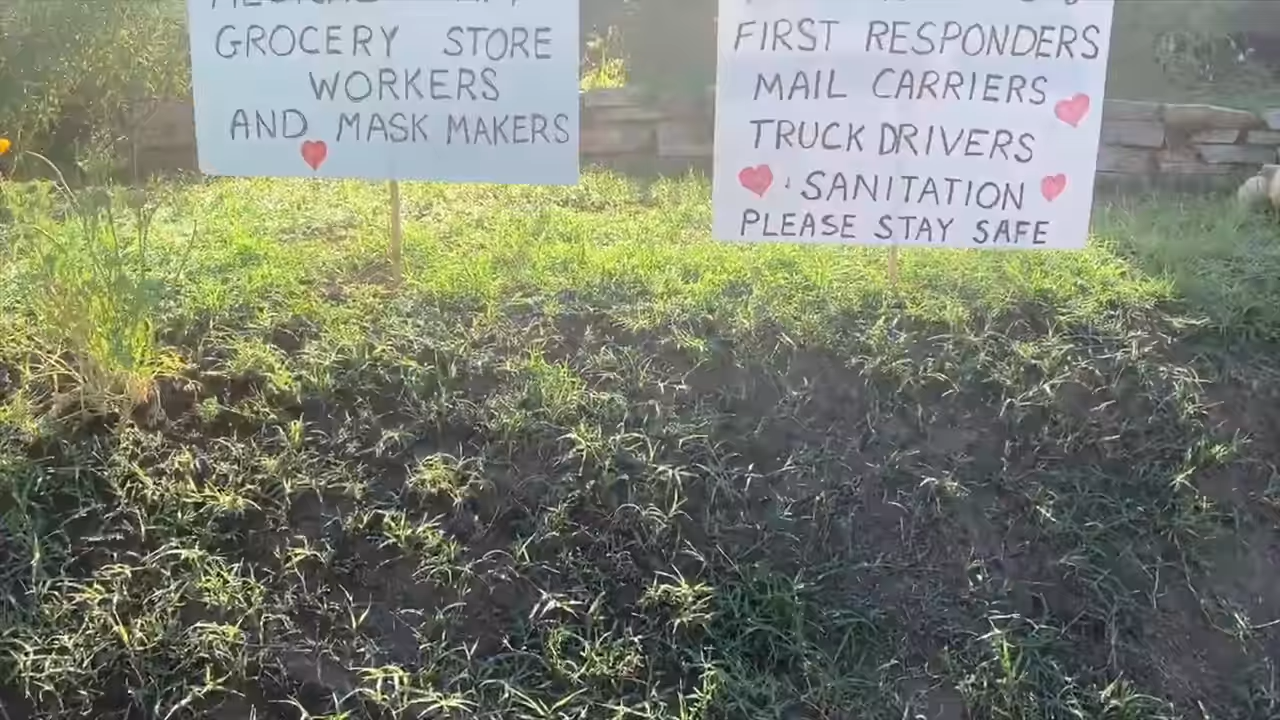 GROCERY STORE
WORKERS
AND MASK MAKERS
FIRST RESPONDERS
MAIL CARRIERS
TRUCK DRIVERS
SANITATION
PLEASE STAY SAFE